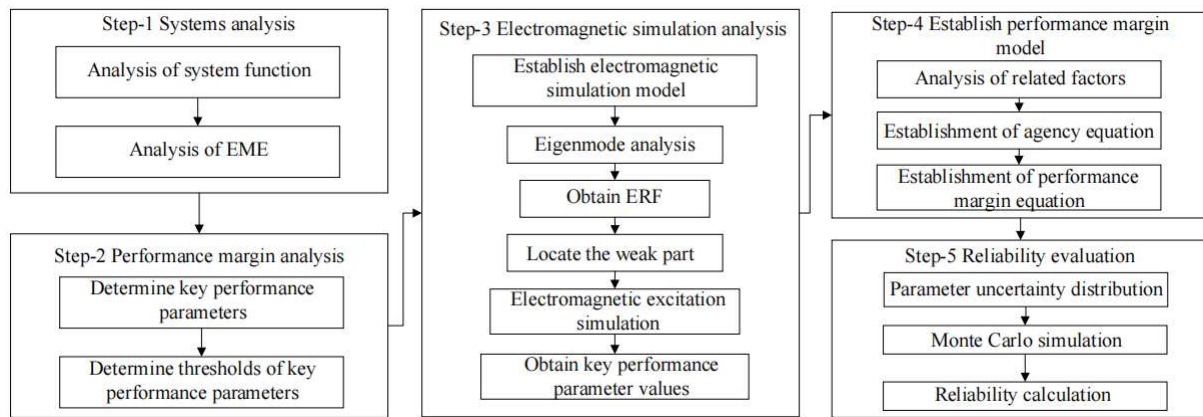 Step-1 Systems analysis
Analysis of system function
Analysis of EME
Step-2 Performance margin analysis
Determine key performance
parameters
Determine thresholds of key
performance parameters
Step-3 Electromagnetic simulation analysis
Establish electromagnetic
simulation model
Eigenmode analysis
Obtain ERF
Locate the weak part
Electromagnetic excitation
simulation
Obtain key performance
parameter values
Step-4 Establish performance margin
model
Analysis of related factors
Establishment of agency equation
Establishment of performance
margin equation
Step-5 Reliability evaluation
Parameter uncertainty distribution
Monte Carlo simulation
Reliability calculation